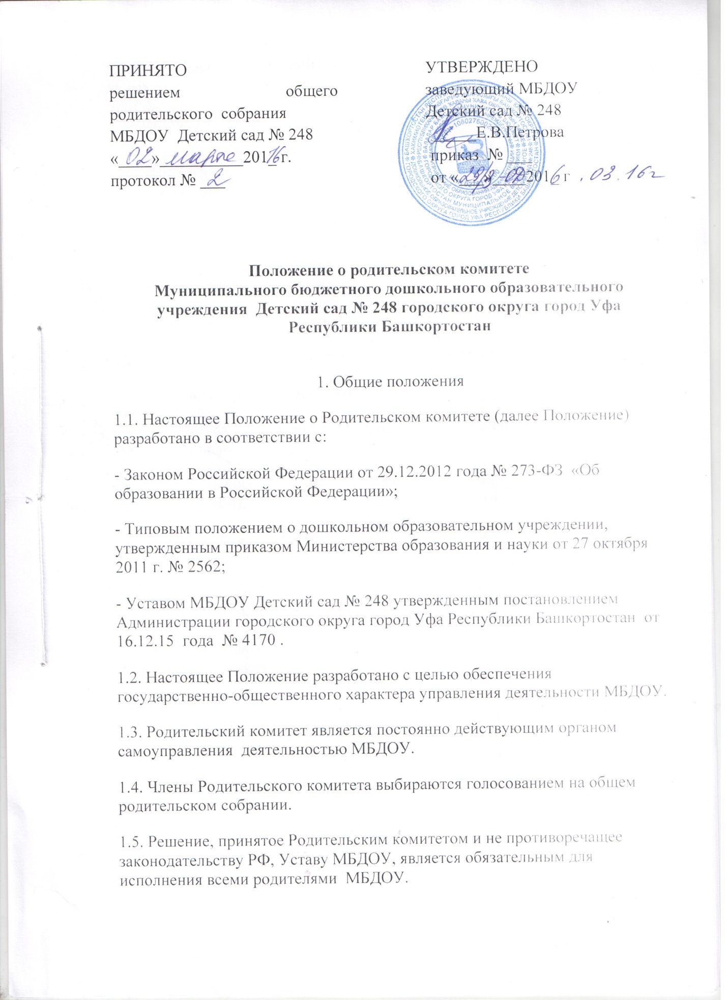 ПРИНЯТО
решением общего
родительского собрания
МБДОУ Детский сад № 248
«02» марта 2016 г.
протокол № 2
УТВЕРЖДЕНО
заведующий МБДОУ
Детский сад № 248
______Е.В.Петрова
приказ № ___
от «29/3 - 02 2016 г . 03.16г
Положение о родительском комитете
Муниципального бюджетного дошкольного образовательного
учреждения Детский сад № 248 городского округа город Уфа
Республики Башкортостан
1. Общие положения
1.1. Настоящее Положение о Родительском комитете (далее Положение)
разработано в соответствии с:
- Законом Российской Федерации от 29.12.2012 года № 273-ФЗ «Об
образовании в Российской Федерации»;
- Типовым положением о дошкольном образовательном учреждении,
утвержденным приказом Министерства образования и науки от 27 октября
2011 г. № 2562;
- Уставом МБДОУ Детский сад № 248 утвержденным постановлением
Администрации городского округа город Уфа Республики Башкортостан от
16.12.15 года № 4170 .
1.2. Настоящее Положение разработано с целью обеспечения
государственно-общественного характера управления деятельности МБДОУ.
1.3. Родительский комитет является постоянно действующим органом
самоуправления деятельностью МБДОУ.
1.4. Члены Родительского комитета выбираются голосованием на общем
родительском собрании.
1.5. Решение, принятое Родительским комитетом и не противоречащее
законодательству РФ, Уставу МБДОУ, является обязательным для
исполнения всеми родителями МБДОУ.